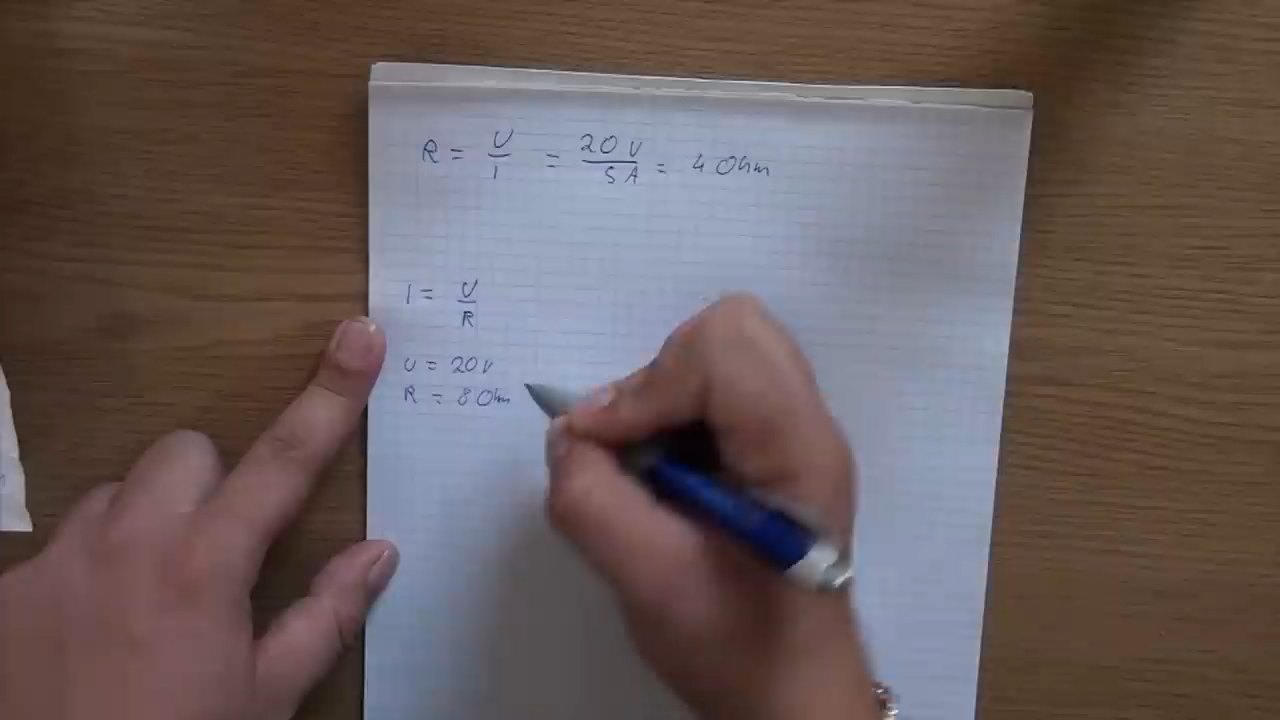 R = U / I = 20 V / 5 A = 4 Ohm
I = U / R
U = 20 V
R = 8 Ohm